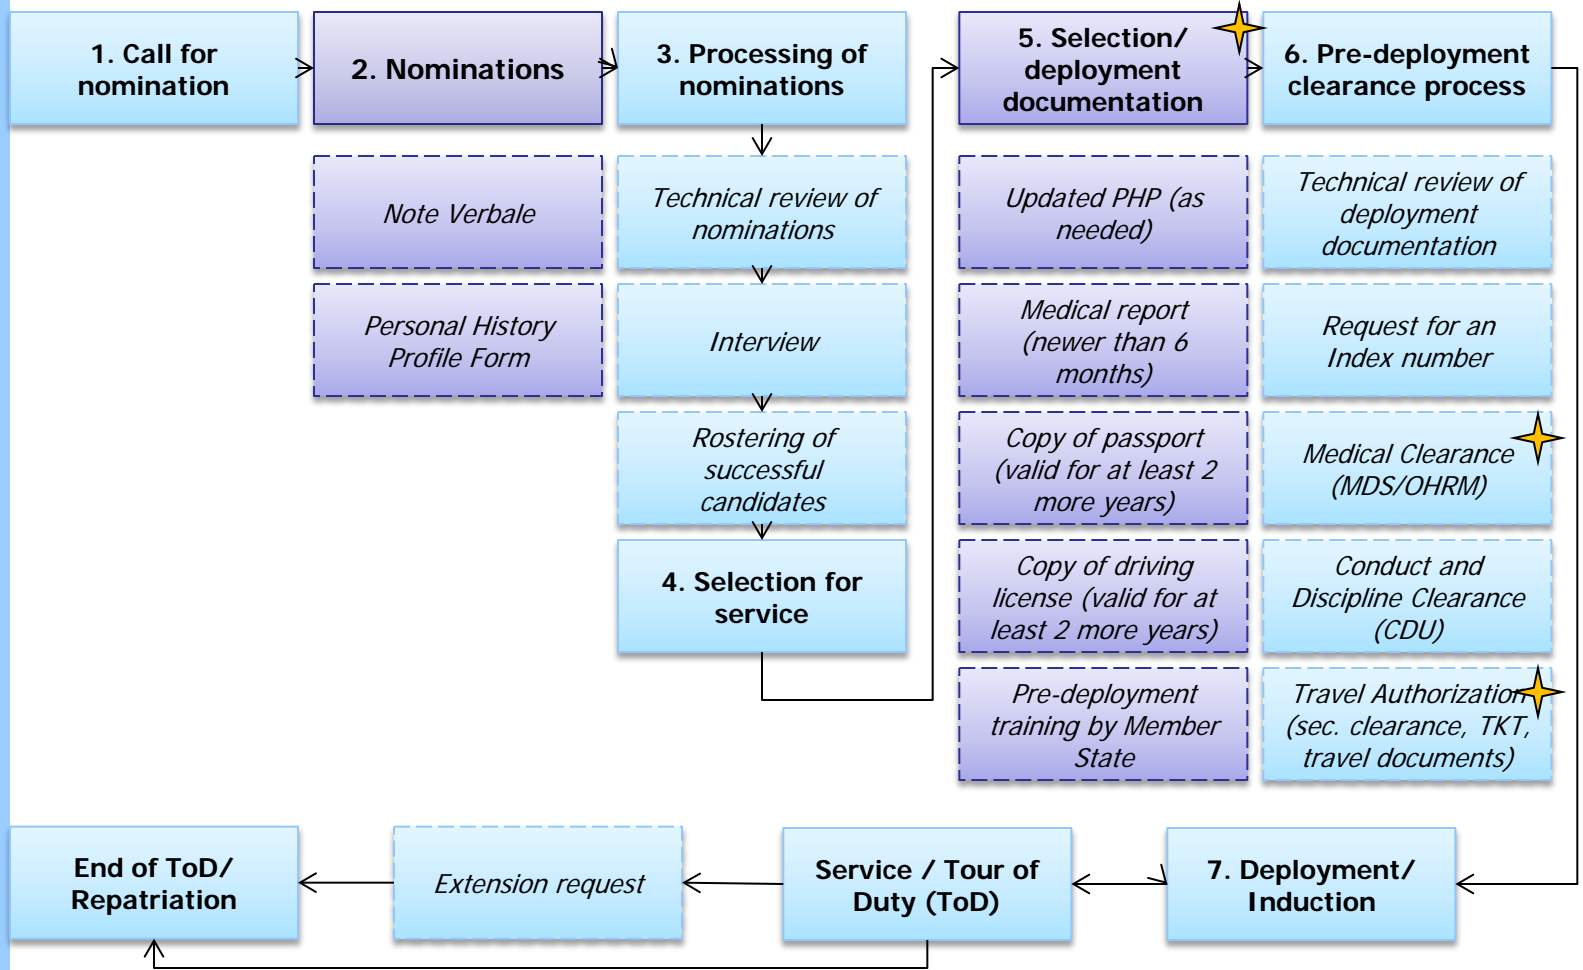 1. Call for
nomination
2. Nominations
Note Verbale
Personal History
Profile Form
3. Processing of
nominations
Technical review of
nominations
Interview
Rostering of
successful
candidates
4. Selection for
service
5. Selection/
deployment
documentation
Updated PHP (as
needed)
Medical report
(newer than 6
months)
Copy of passport
(valid for at least 2
more years)
Copy of driving
license (valid for at
least 2 more years)
Pre-deployment
training by Member
State
6. Pre-deployment
clearance process
Technical review of
deployment
documentation
Request for an
Index number
Medical Clearance
(MDS/OHRM)
Conduct and
Discipline Clearance
(CDU)
Travel Authorization
(sec. clearance, TKT,
travel documents)
7. Deployment/
Induction
Service / Tour of
Duty (ToD)
Extension request
End of ToD/
Repatriation